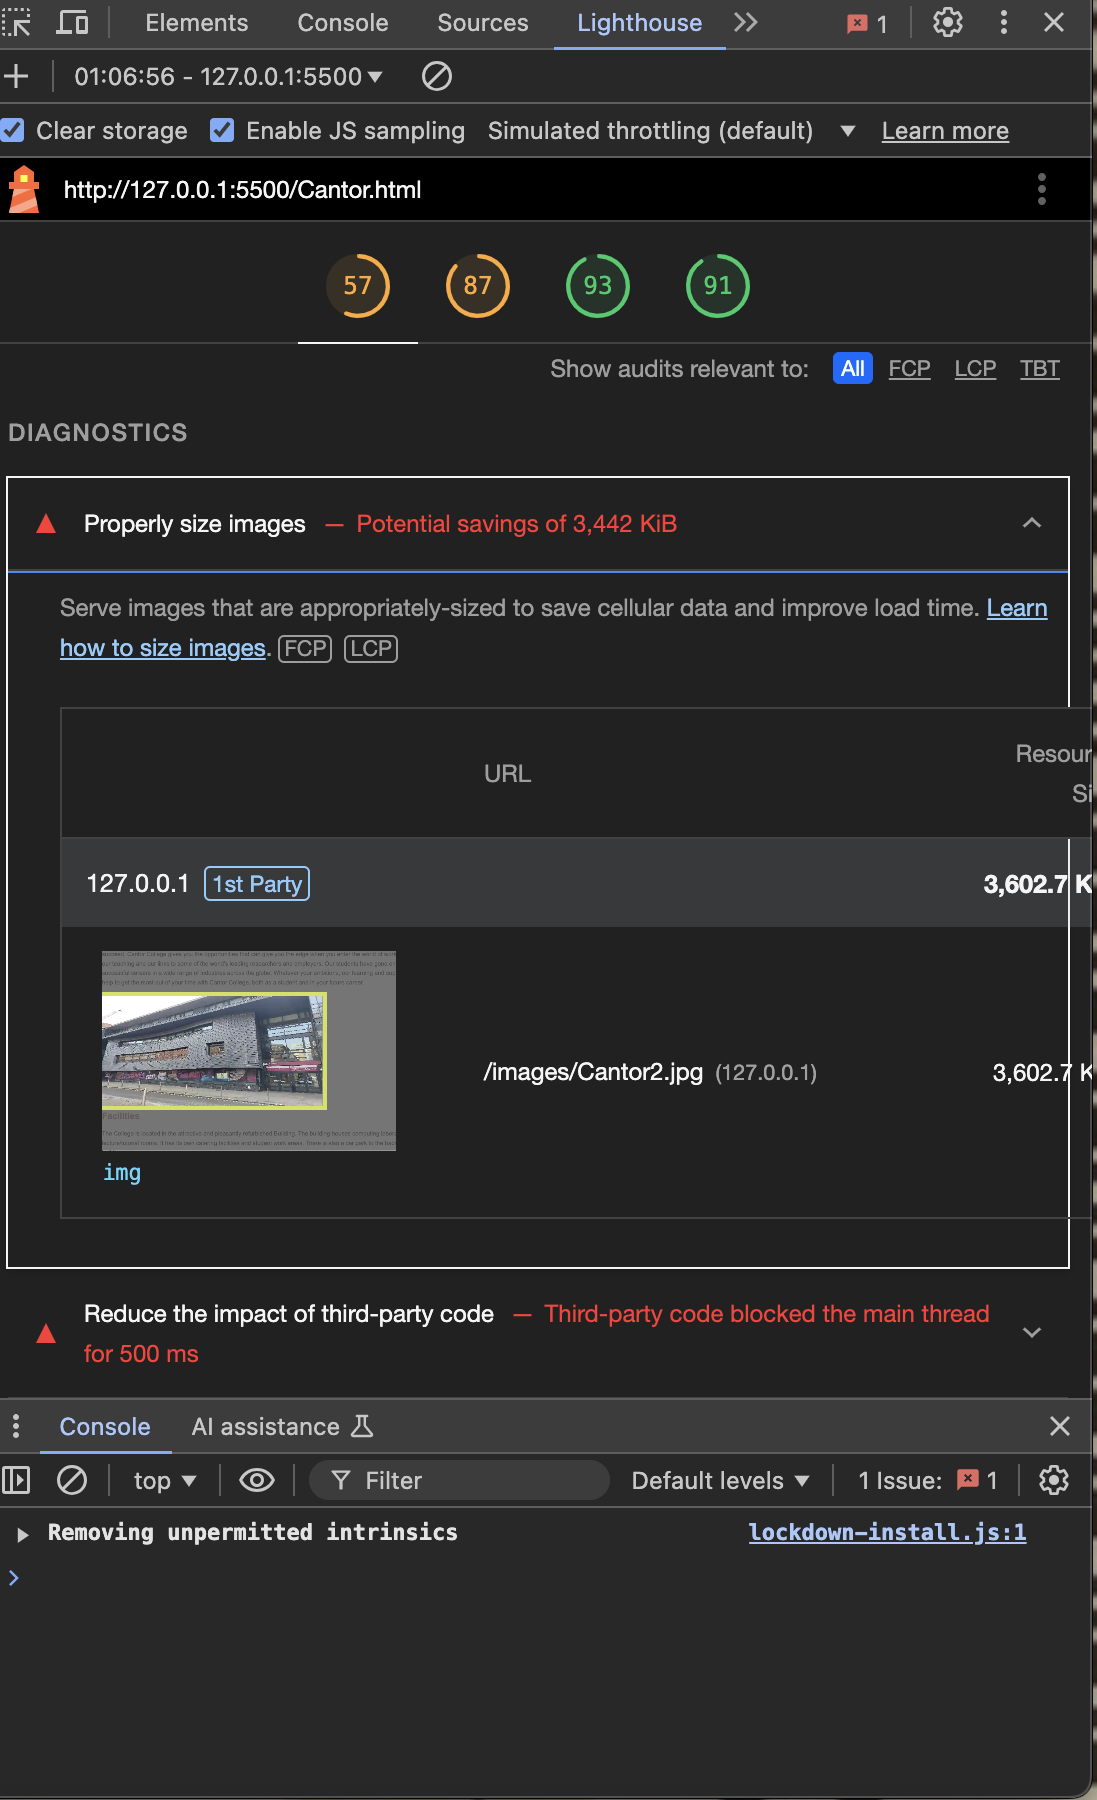 Elements Console Sources Lighthouse 1
01:06:56 - 127.0.0.1:5500
Clear storage Enable JS sampling Simulated throttling (default) Learn more
http://127.0.0.1:5500/Cantor.html
57 87 93 91
Show audits relevant to: All FCP LCP TBT
DIAGNOSTICS
Properly size images — Potential savings of 3,442 KiB
Serve images that are appropriately-sized to save cellular data and improve load time. Learn
how to size images. FCP LCP
URL
Resour
Si
127.0.0.1 1st Party 3,602.7 K
Facilities
/images/Cantor2.jpg (127.0.0.1) 3,602.7 K
img
Reduce the impact of third-party code — Third-party code blocked the main thread
for 500 ms
Console AI assistance
top Filter Default levels 1 Issue: 1
Removing unpermitted intrinsics lockdown-install.js:1